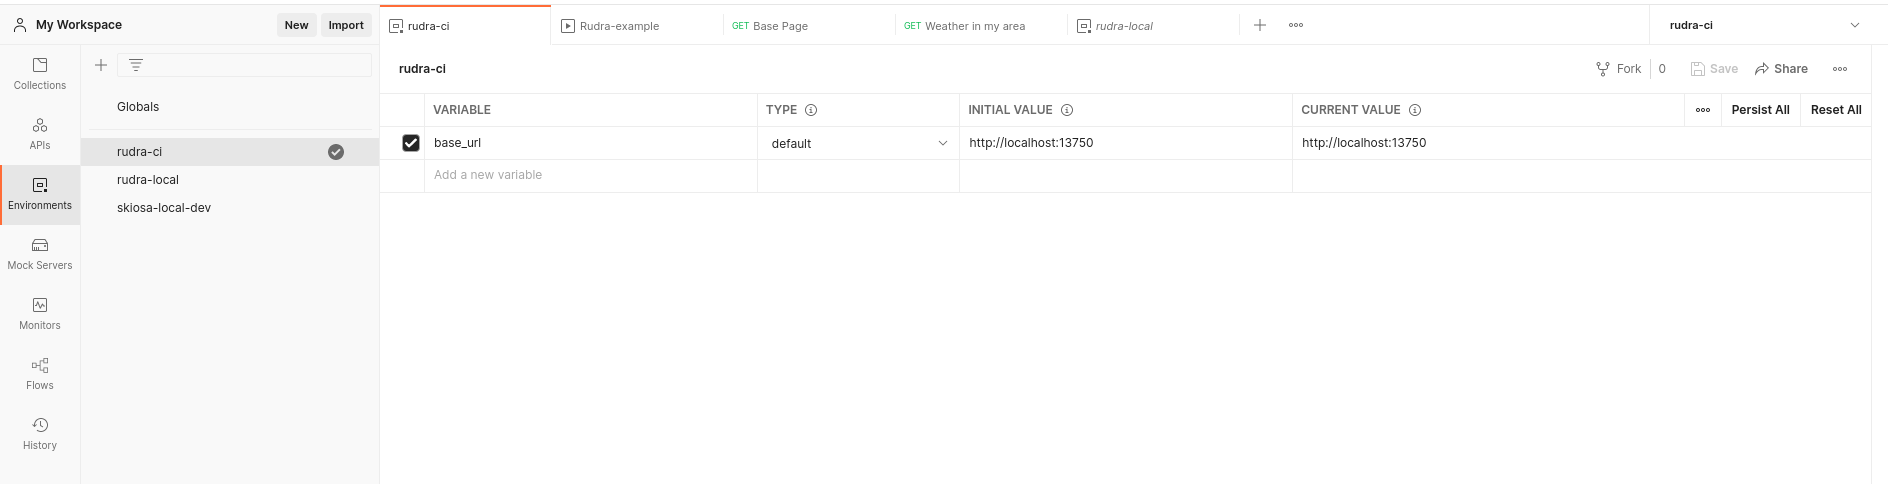 My Workspace
New
Import
rudra-ci
Rudra-example
GET Base Page
GET Weather in my area
rudra-local
rudra-ci
Collections
APIs
Environments
Mock Servers
Monitors
Flows
History
Globals
rudra-ci
rudra-local
skiosa-local-dev
rudra-ci
Fork
0
Save
Share
VARIABLE
TYPE
INITIAL VALUE
CURRENT VALUE
Persist All
Reset All
base_url
default
http://localhost:13750
http://localhost:13750
Add a new variable